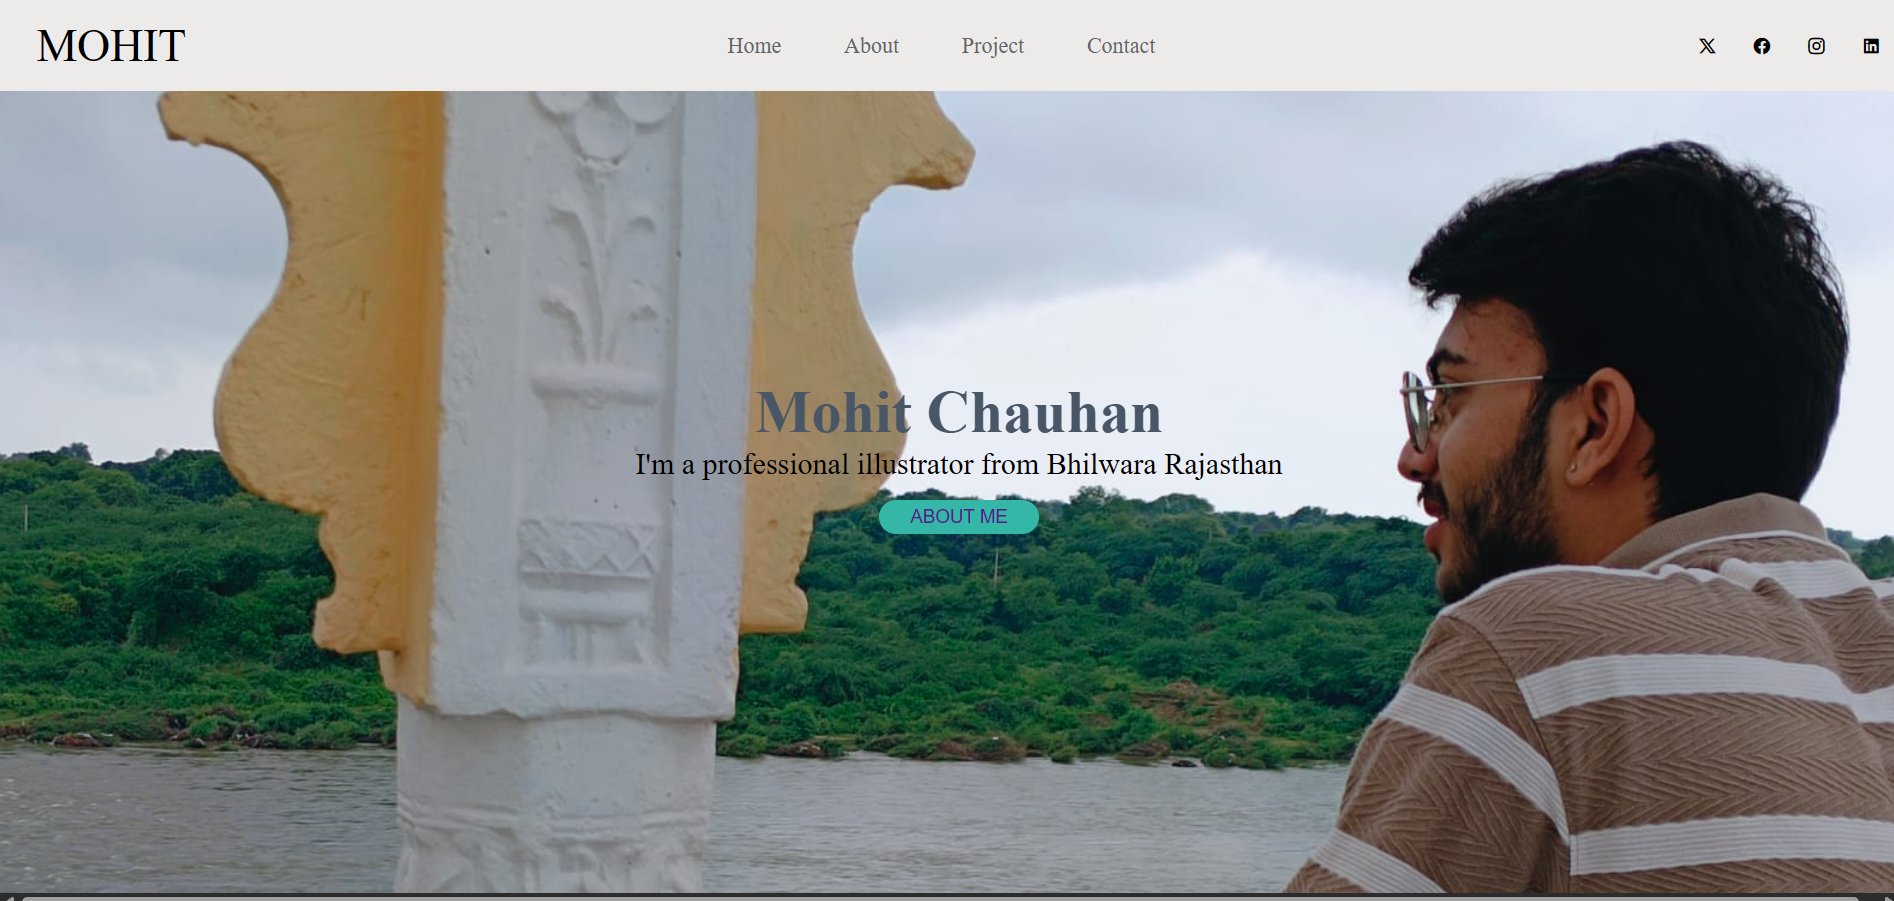 MOHIT
Home About Project Contact
Mohit Chauhan
I'm a professional illustrator from Bhilwara Rajasthan
ABOUT ME